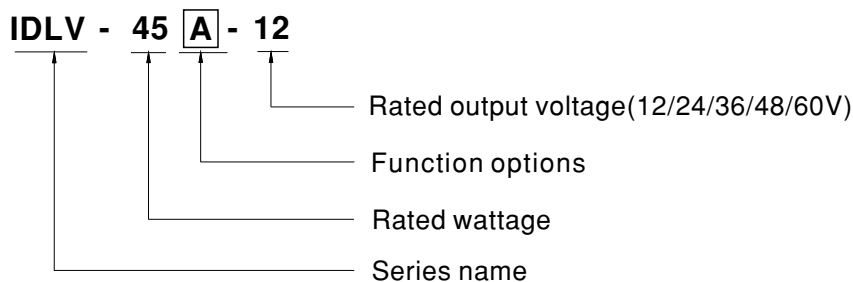 IDLV - 45 A - 12
Rated output voltage(12/24/36/48/60V)
Function options
Rated wattage
Series name